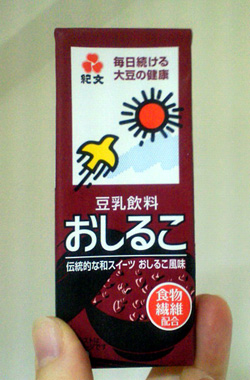 紀文
毎日続ける
大豆の健康
豆乳飲料
おしるこ
伝統的な和スイーツ おしるこ風味
食物
繊維
配合